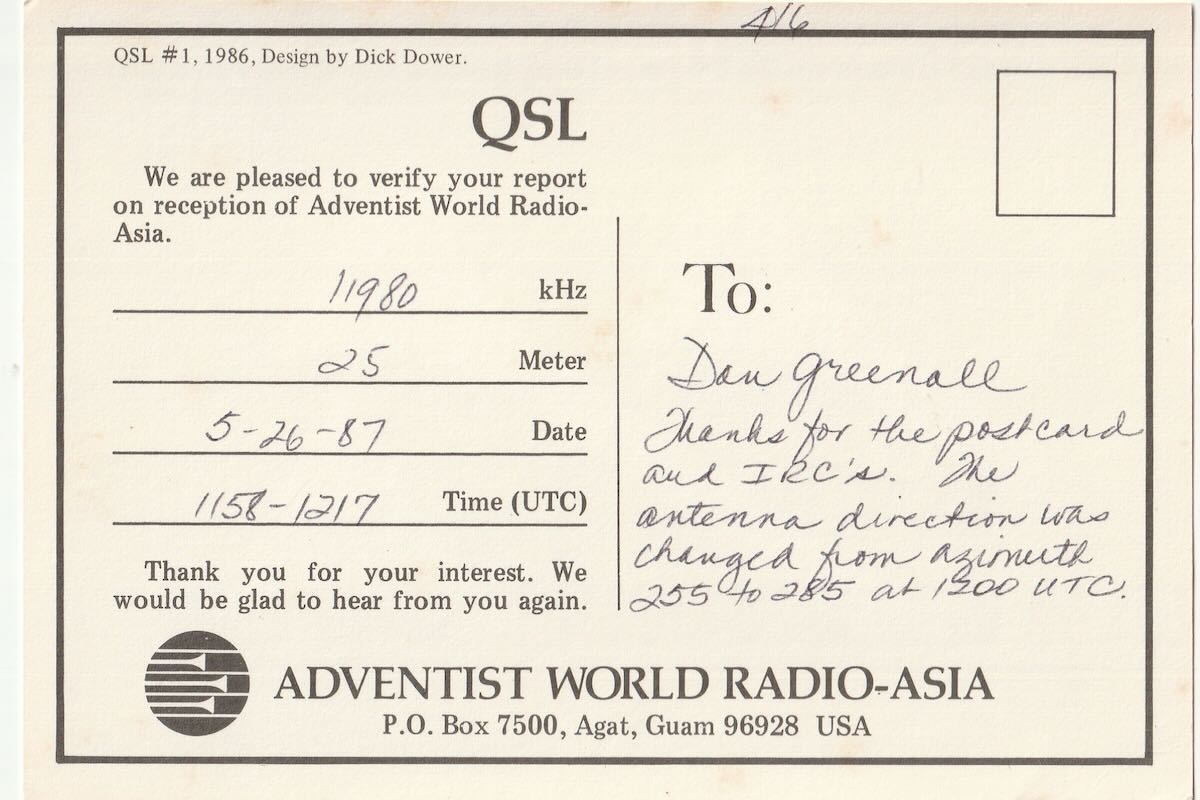 4/6
QSL #1, 1986, Design by Dick Dower.
QSL
We are pleased to verify your report
on reception of Adventist World Radio-
Asia.
11980 kHz
25 Meter
5-26-87 Date
1158-1217 Time (UTC)
Thank you for your interest. We
would be glad to hear from you again.
To:
Dan Greenall
Thanks for the postcard
and IRC's. The
antenna direction was
changed from azimuth
255 to 285 at 1200 UTC.
ADVENTIST WORLD RADIO-ASIA
P.O. Box 7500, Agat, Guam 96928 USA